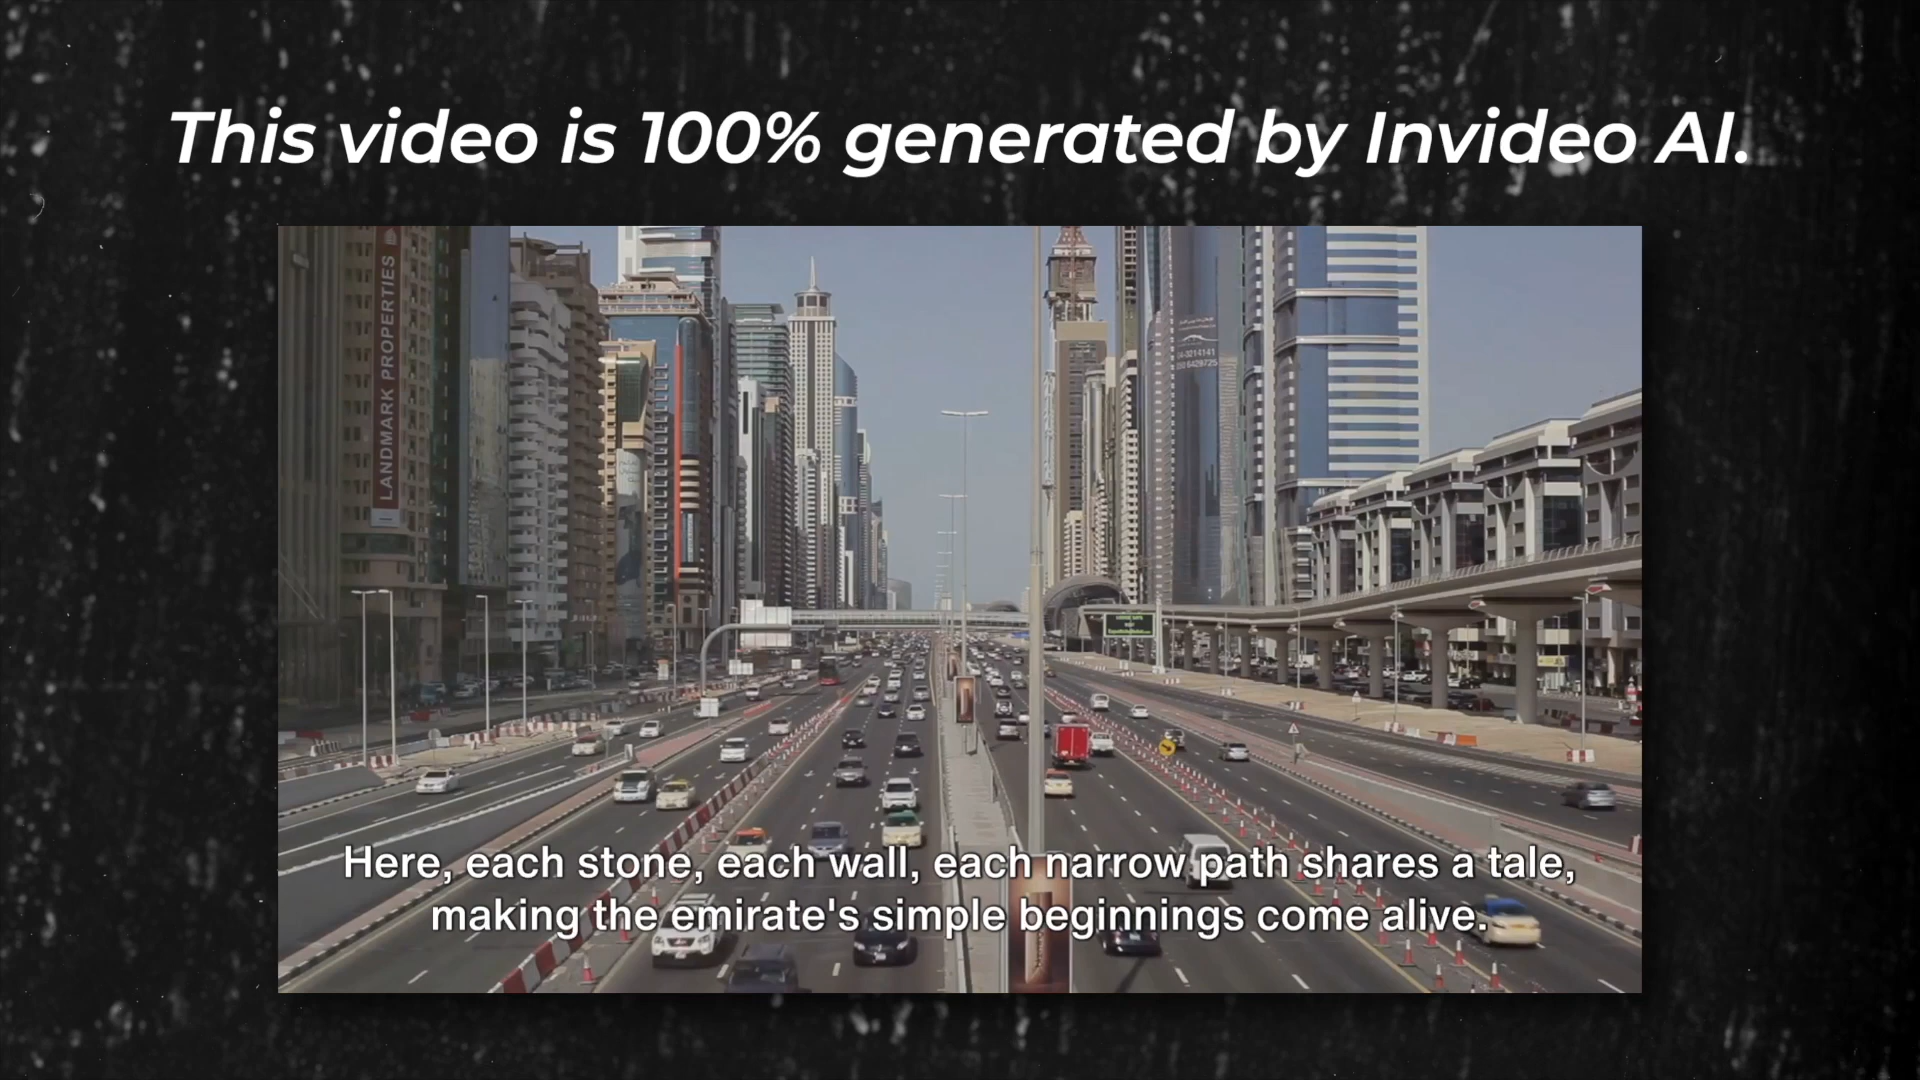 This video is 100% generated by Invideo AI.
LANDMARK PROPERTIES
Here, each stone, each wall, each narrow path shares a tale,
making the emirate's simple beginnings come alive.